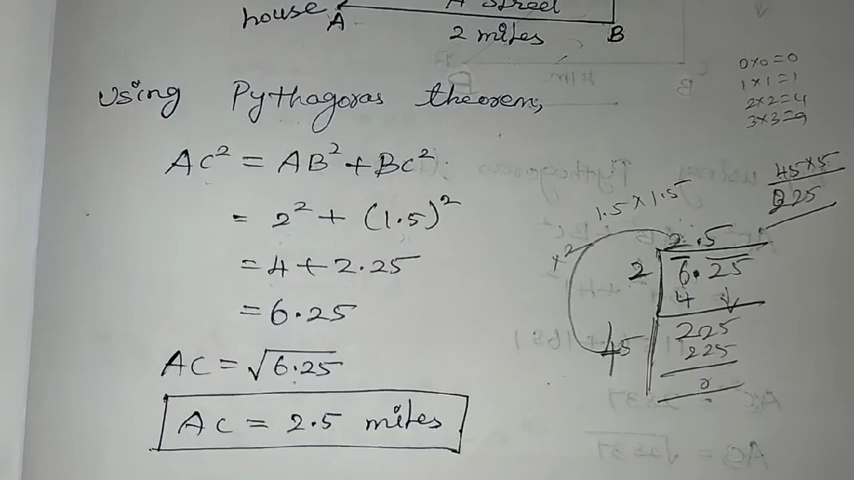 house A A street
2 miles B
Using Pythagoras theorem,
AC² = AB² + BC²
= 2² + (1.5)²
= 4 + 2.25
= 6.25
AC = √6.25
AC = 2.5 miles
0×0=0
1×1=1
2×2=4
3×3=9
45×5
225
1.5×1.5
×2
2.5
2 6.25
4 ↓
45 225
225
0